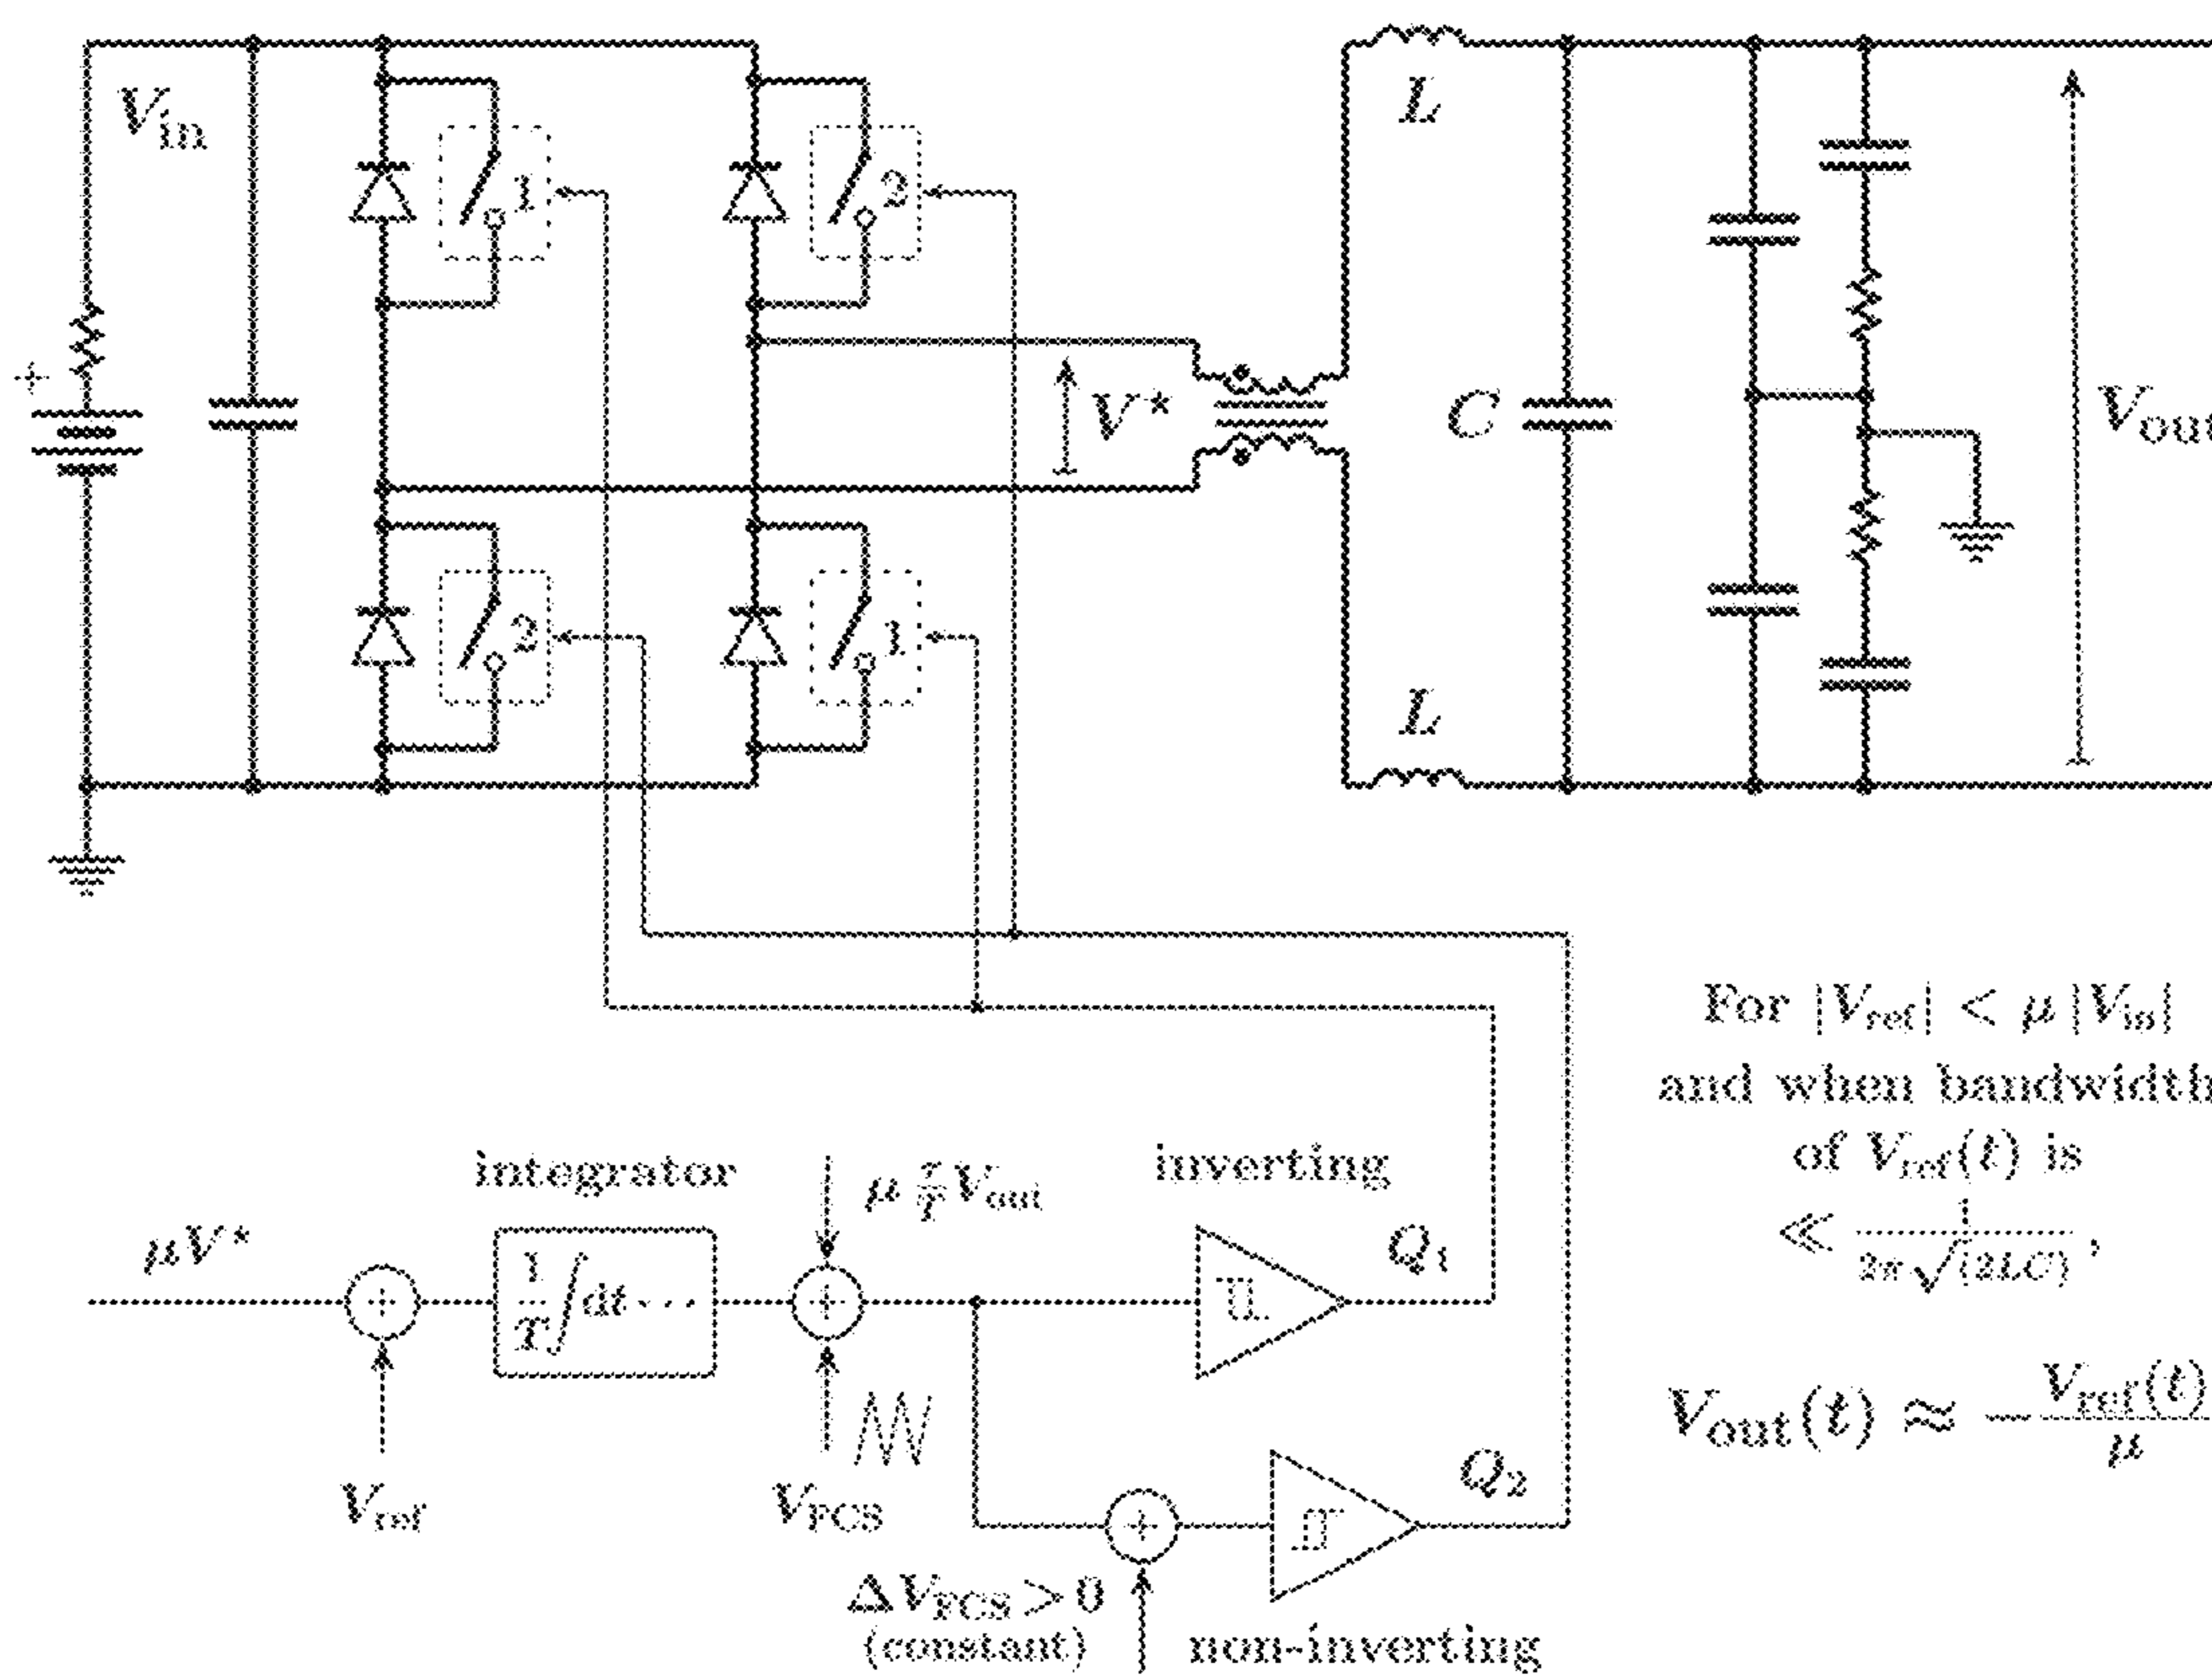 V_in
+
1
2
2
1
V*
L
L
C
V_out
For |V_ref| < μ |V_in|
and when bandwidth
of V_ref(t) is
≪ 1/(2π√(2LC)),
V_out(t) ≈ −V_ref(t)/μ
integrator
μV*
+
1/T ∫ dt···
V_ref
μ τ/T V_out
+
V_FCS
inverting
Q_1
Q_2
+
ΔV_FCS > 0
(constant)
non-inverting